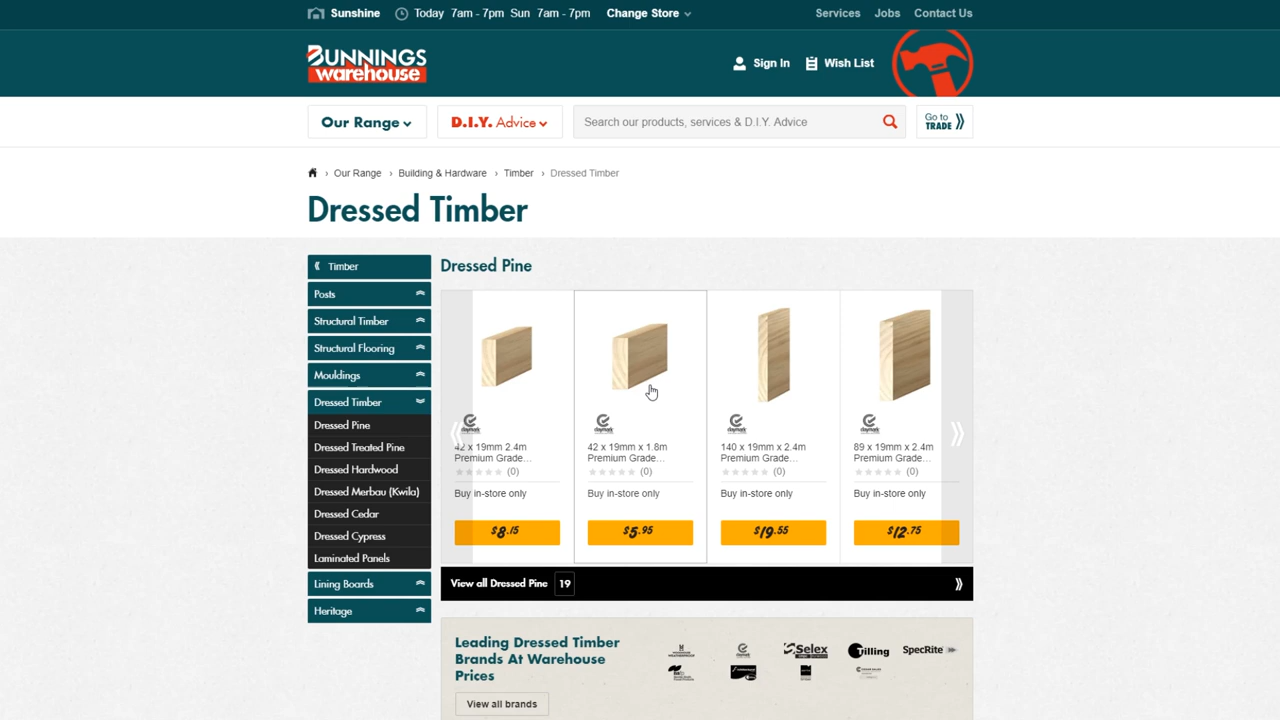 Sunshine Today 7am - 7pm Sun 7am - 7pm Change Store Services Jobs Contact Us
BUNNINGS
warehouse
Sign In Wish List
Our Range D.I.Y. Advice Search our products, services & D.I.Y. Advice Go to
TRADE
› Our Range › Building & Hardware › Timber › Dressed Timber
Dressed Timber
Timber
Posts
Structural Timber
Structural Flooring
Mouldings
Dressed Timber
Dressed Pine
Dressed Treated Pine
Dressed Hardwood
Dressed Merbau (Kwila)
Dressed Cedar
Dressed Cypress
Laminated Panels
Lining Boards
Heritage
Dressed Pine
claymark claymark claymark claymark
42 x 19mm 2.4m 42 x 19mm x 1.8m 140 x 19mm x 2.4m 89 x 19mm x 2.4m
Premium Grade... Premium Grade... Premium Grade... Premium Grade...
(0) (0) (0) (0)
Buy in-store only Buy in-store only Buy in-store only Buy in-store only
$8.15 $5.95 $19.55 $12.75
View all Dressed Pine 19
Leading Dressed Timber
Brands At Warehouse
Prices
Selex Tilling SpecRite
View all brands